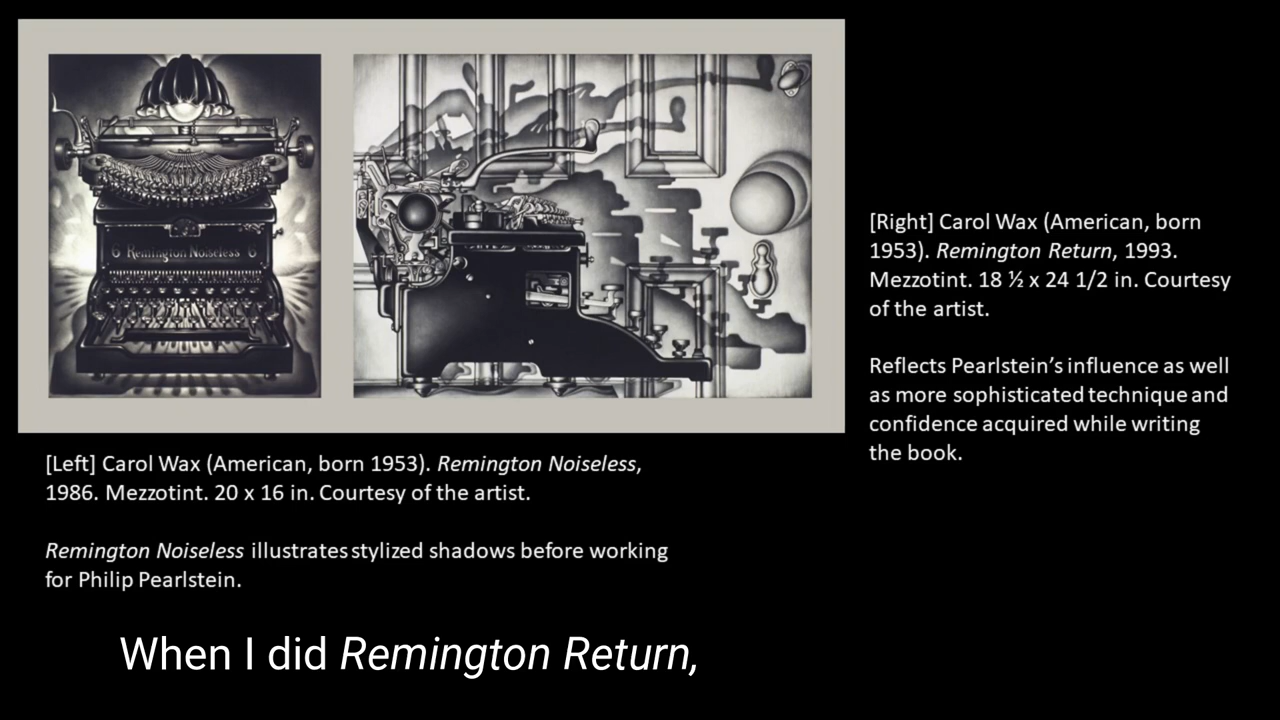 6 Remington Noiseless 6
[Right] Carol Wax (American, born
1953). Remington Return, 1993.
Mezzotint. 18 ½ x 24 1/2 in. Courtesy
of the artist.
Reflects Pearlstein’s influence as well
as more sophisticated technique and
confidence acquired while writing
the book.
[Left] Carol Wax (American, born 1953). Remington Noiseless,
1986. Mezzotint. 20 x 16 in. Courtesy of the artist.
Remington Noiseless illustrates stylized shadows before working
for Philip Pearlstein.
When I did Remington Return,